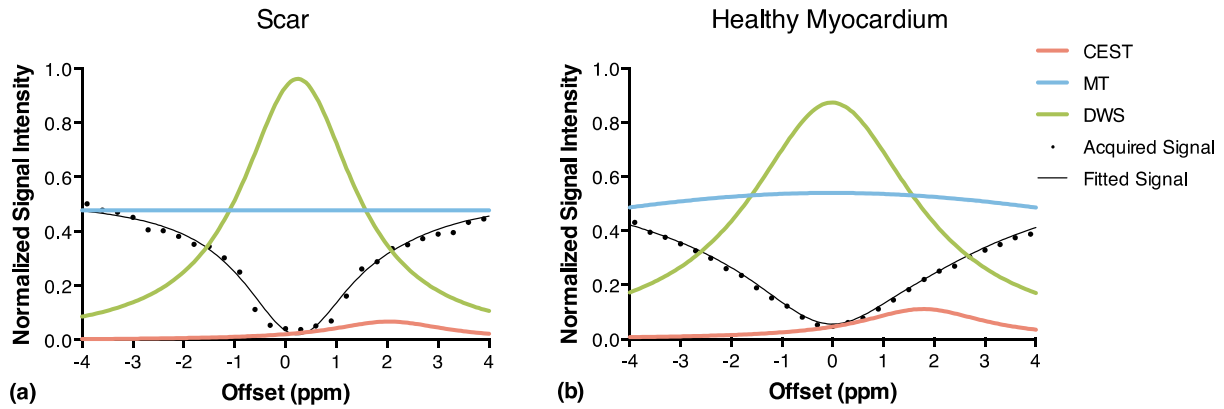 Scar
Healthy Myocardium
Normalized Signal Intensity
1.0
0.8
0.6
0.4
0.2
0.0
-4 -3 -2 -1 0 1 2 3 4
Offset (ppm)
(a)
Normalized Signal Intensity
1.0
0.8
0.6
0.4
0.2
0.0
-4 -3 -2 -1 0 1 2 3 4
Offset (ppm)
(b)
CEST
MT
DWS
Acquired Signal
Fitted Signal